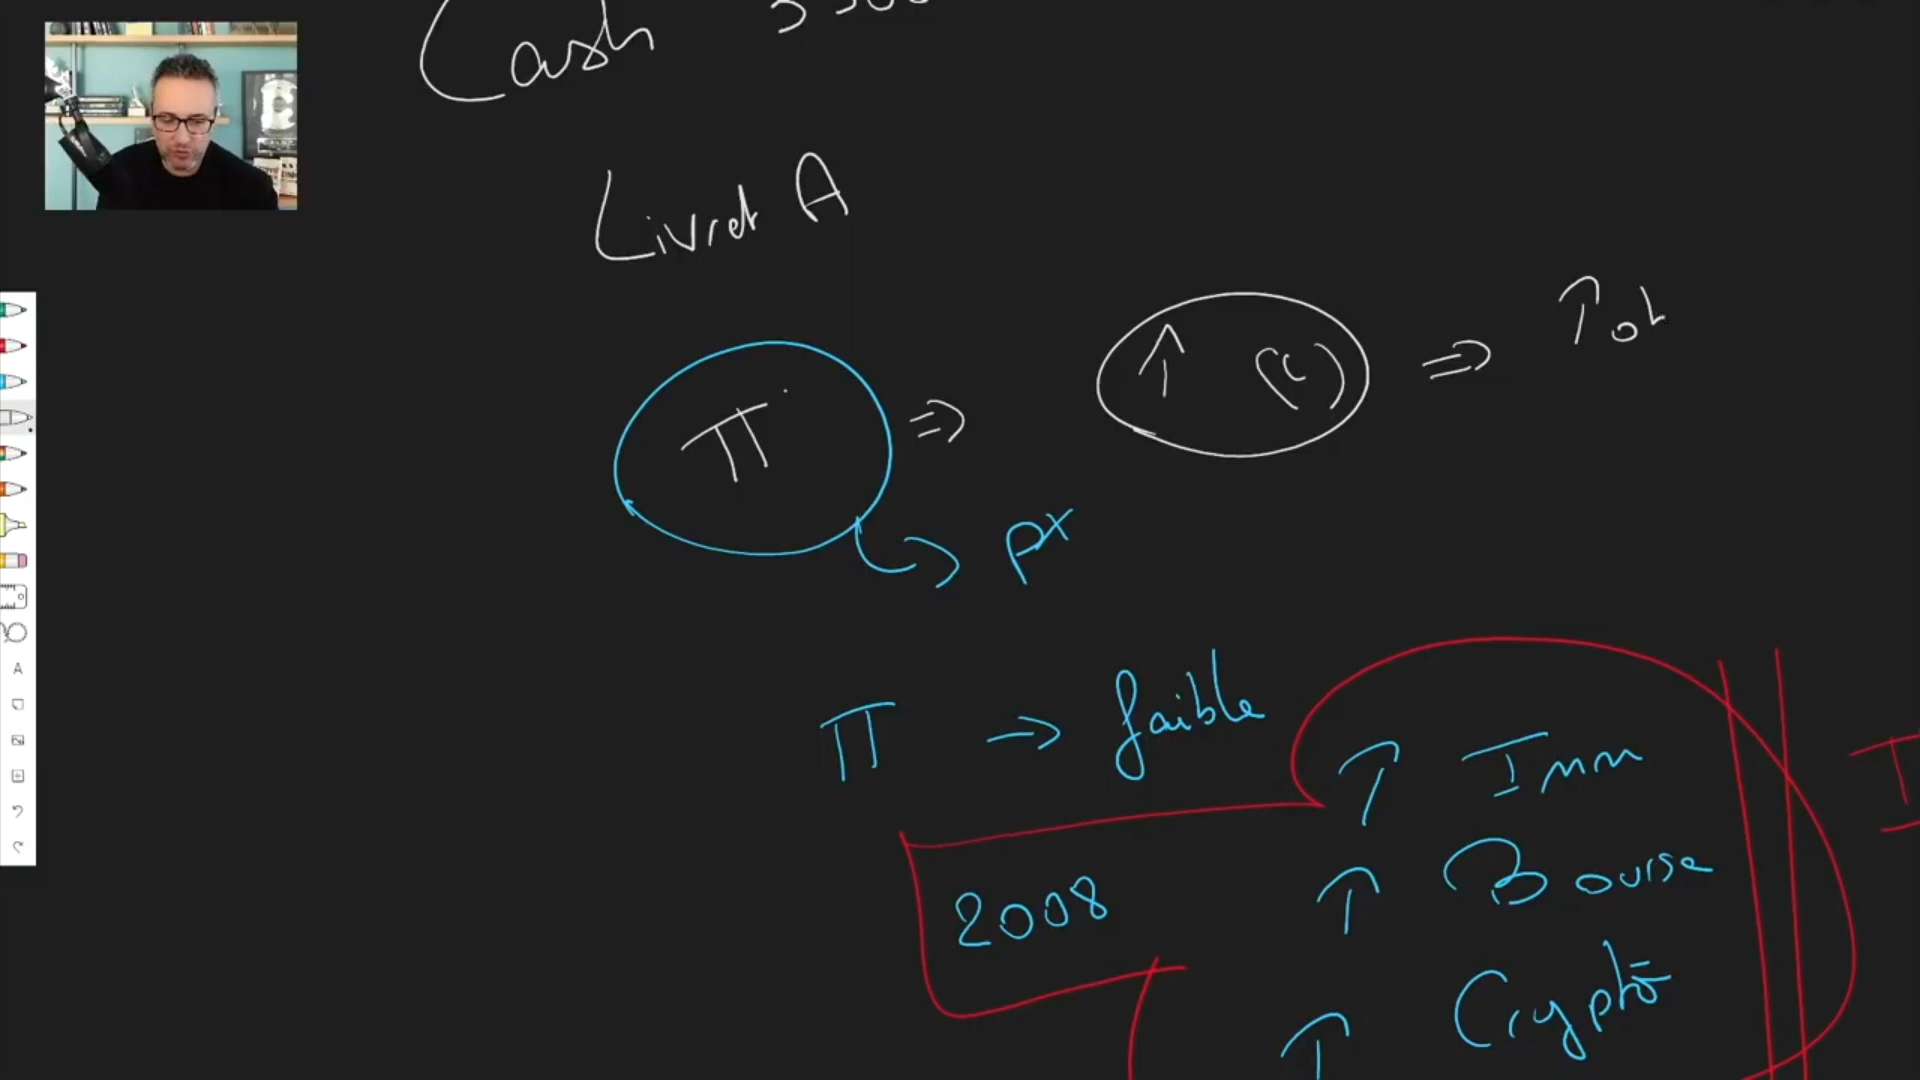 Cash
Livret A
π ⇒ ↑ (i) ⇒ ↑
px
π → faible
↑ Imm
2008 ↑ Bourse
↑ Crypto
A